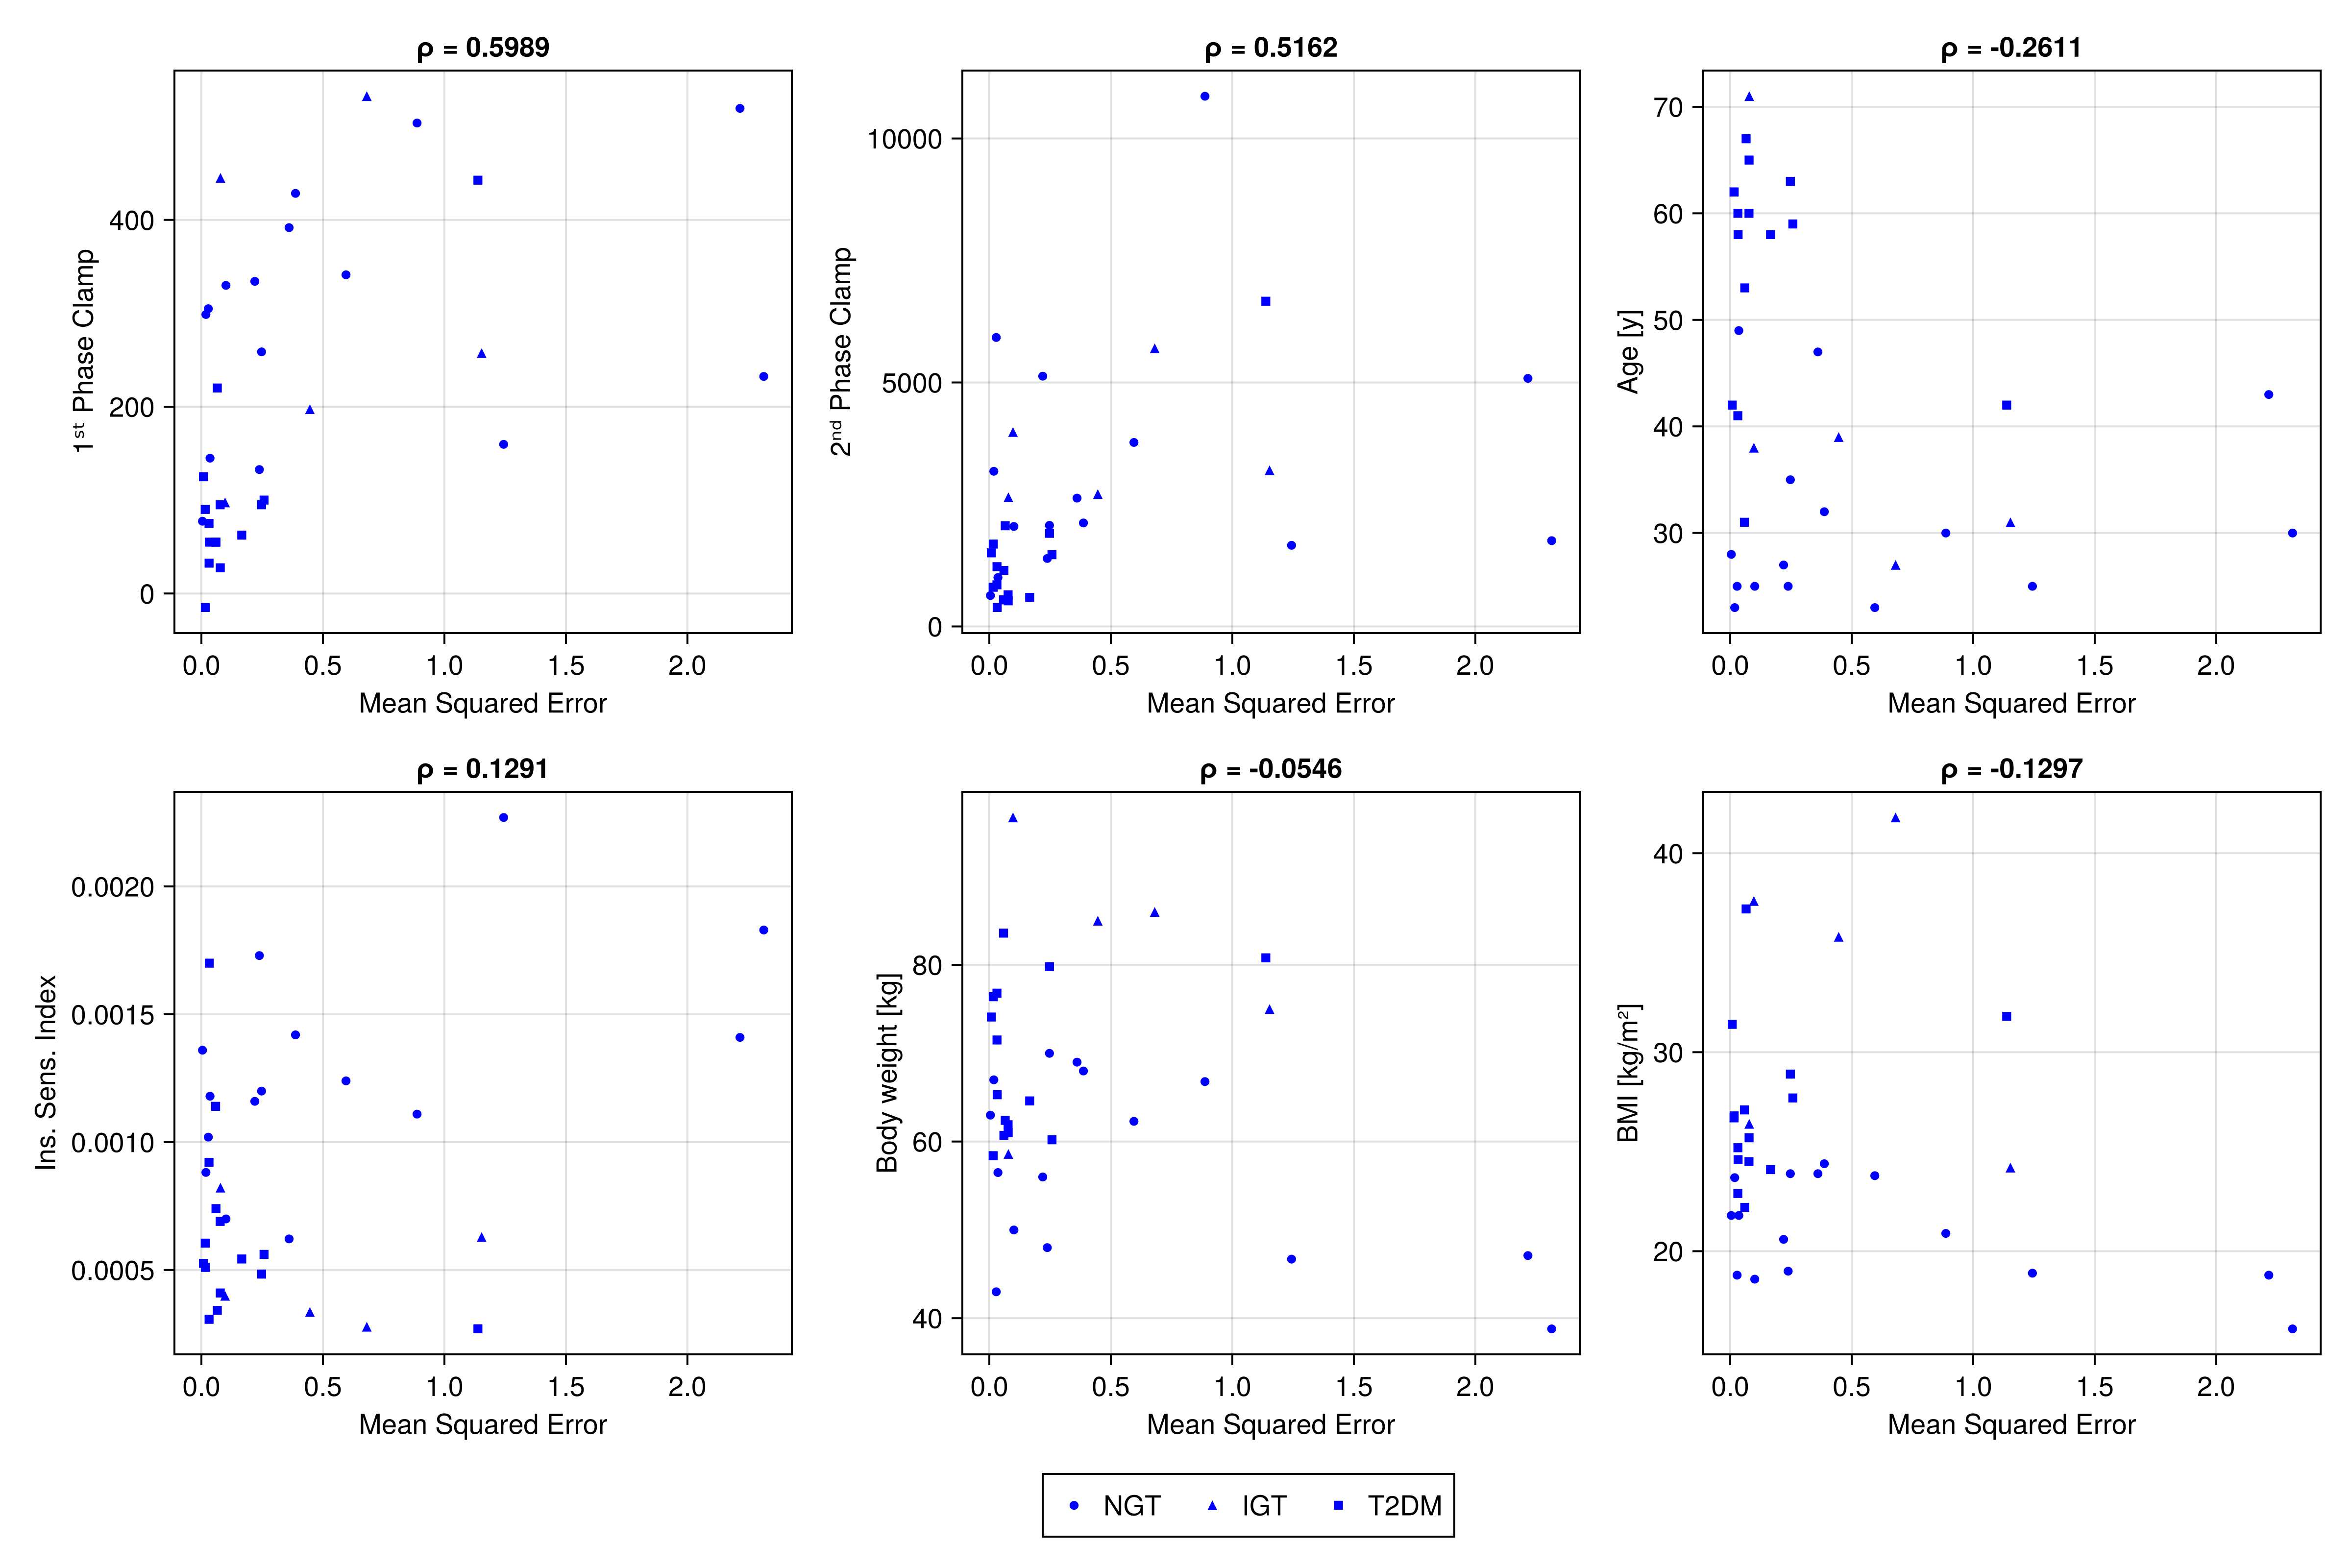 ρ = 0.5989
400
200
0
1ˢᵗ Phase Clamp
0.0 0.5 1.0 1.5 2.0
Mean Squared Error
ρ = 0.5162
10000
5000
0
2ⁿᵈ Phase Clamp
0.0 0.5 1.0 1.5 2.0
Mean Squared Error
ρ = -0.2611
70
60
50
40
30
Age [y]
0.0 0.5 1.0 1.5 2.0
Mean Squared Error
ρ = 0.1291
0.0020
0.0015
0.0010
0.0005
Ins. Sens. Index
0.0 0.5 1.0 1.5 2.0
Mean Squared Error
ρ = -0.0546
80
60
40
Body weight [kg]
0.0 0.5 1.0 1.5 2.0
Mean Squared Error
ρ = -0.1297
40
30
20
BMI [kg/m²]
0.0 0.5 1.0 1.5 2.0
Mean Squared Error
NGT IGT T2DM